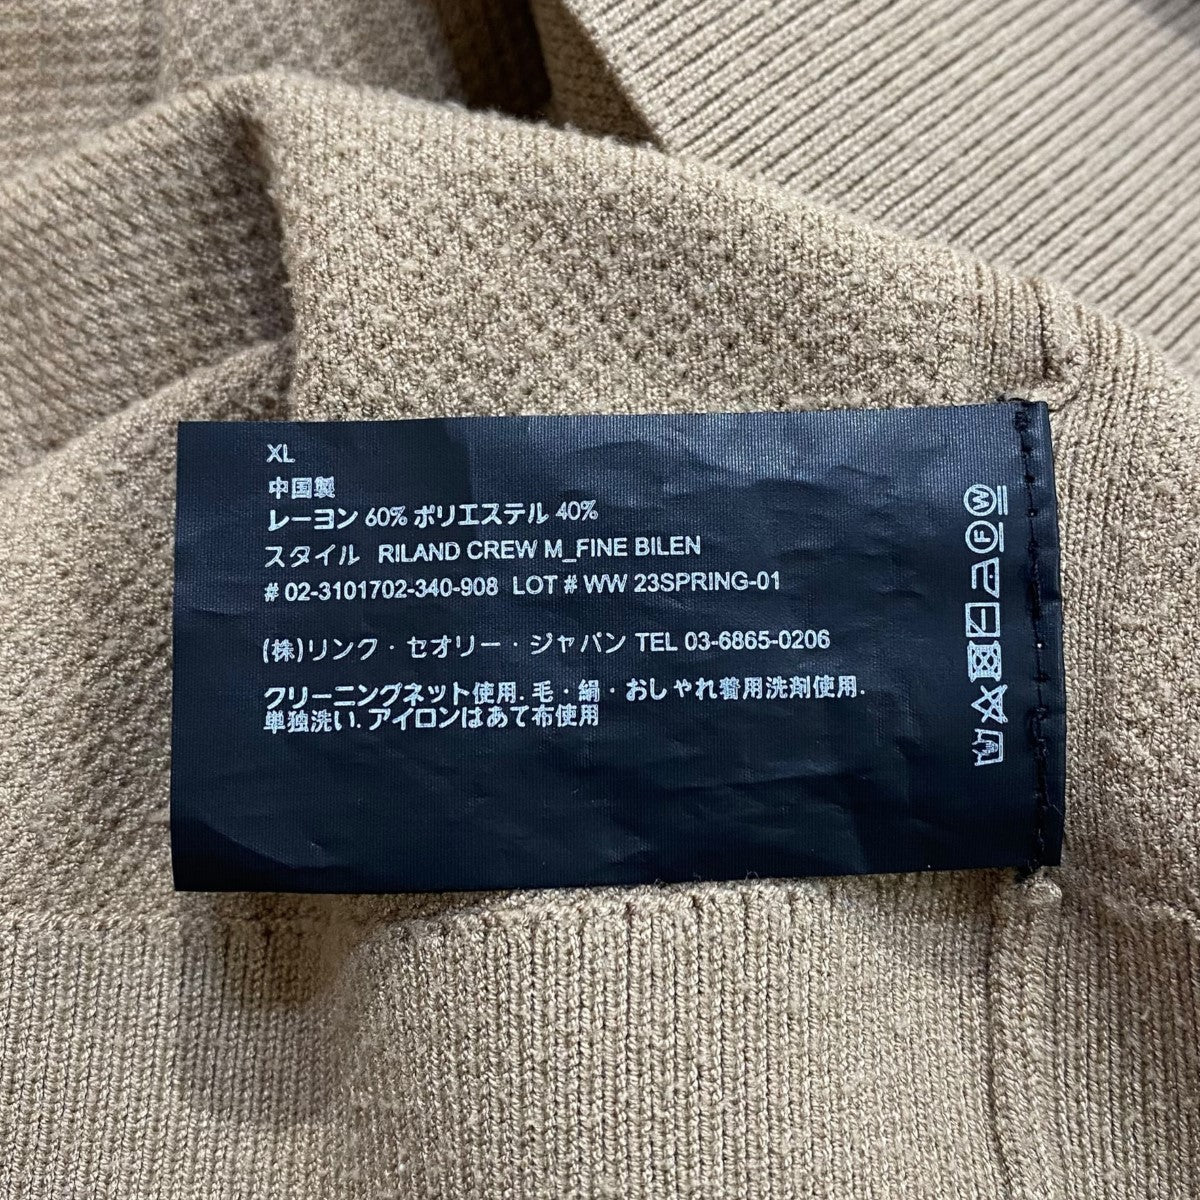 XL
中国製
レーヨン 60% ポリエステル 40%
スタイル RILAND CREW M_FINE BILEN
# 02-3101702-340-908 LOT # WW 23SPRING-01
(株)リンク・セオリー・ジャパン TEL 03-6865-0206
クリーニングネット使用. 毛・絹・おしゃれ着用洗剤使用.
単独洗い. アイロンはあて布使用
W
F